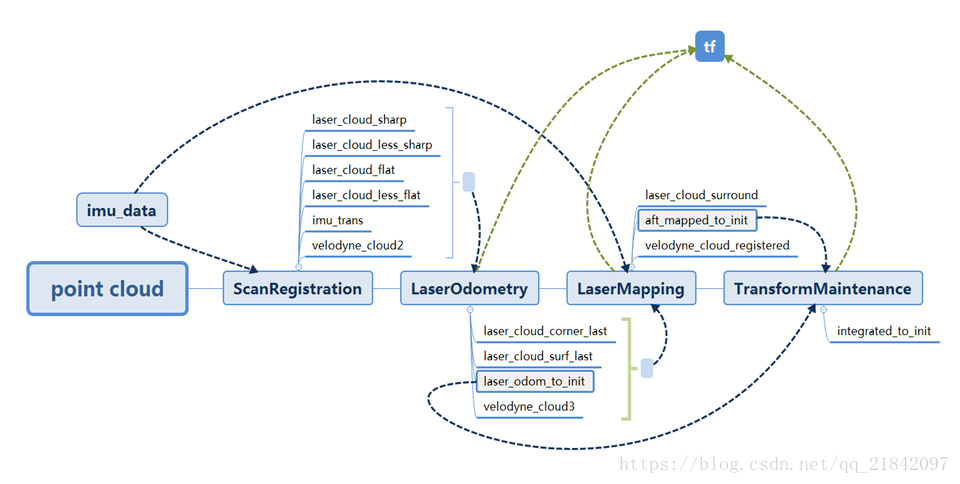 tf
laser_cloud_sharp
laser_cloud_less_sharp
laser_cloud_flat
laser_cloud_less_flat
imu_trans
velodyne_cloud2
imu_data
laser_cloud_surround
aft_mapped_to_init
velodyne_cloud_registered
point cloud
ScanRegistration
LaserOdometry
LaserMapping
TransformMaintenance
laser_cloud_corner_last
laser_cloud_surf_last
laser_odom_to_init
velodyne_cloud3
integrated_to_init
https://blog.csdn.net/qq_21842097